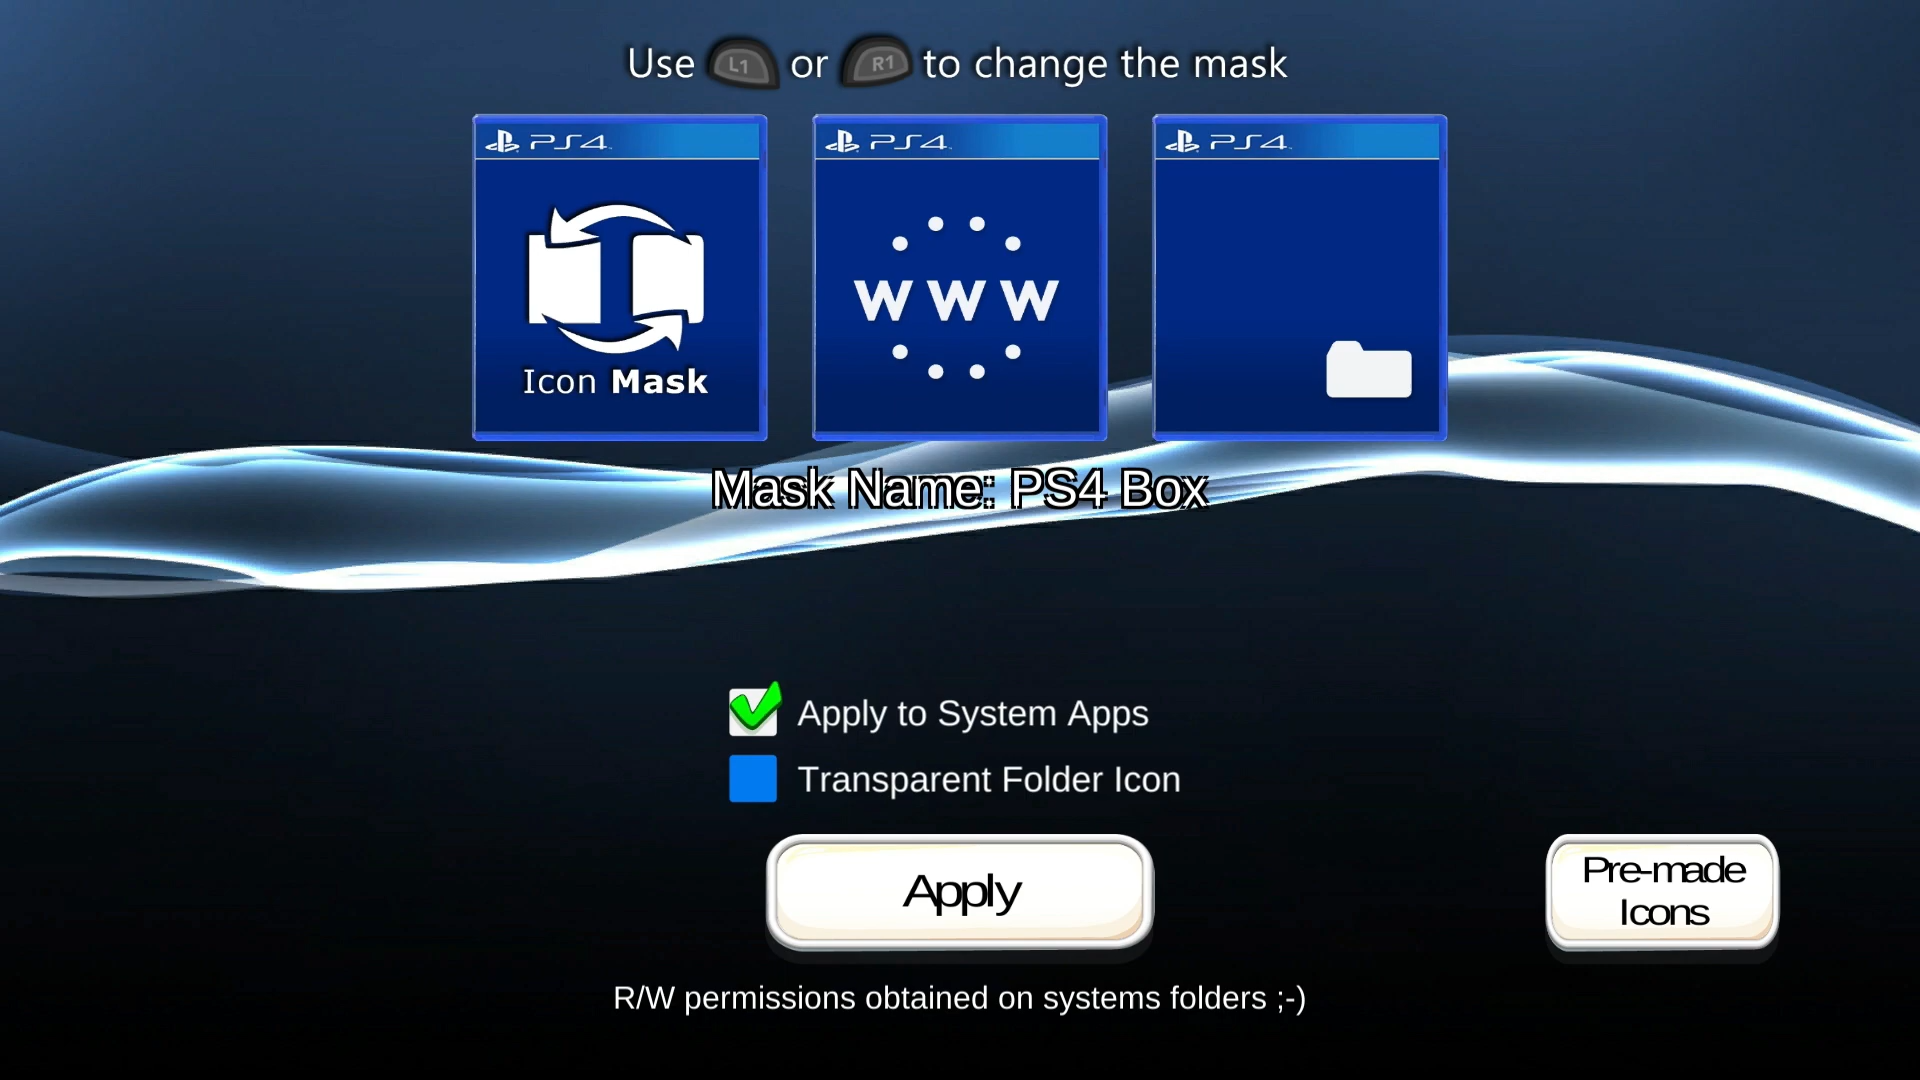 Use L1 or R1 to change the mask
PS4 PS4 PS4
WWW
Icon Mask
Mask Name: PS4 Box
Apply to System Apps
Transparent Folder Icon
Apply
Pre-made
Icons
R/W permissions obtained on systems folders ;-)